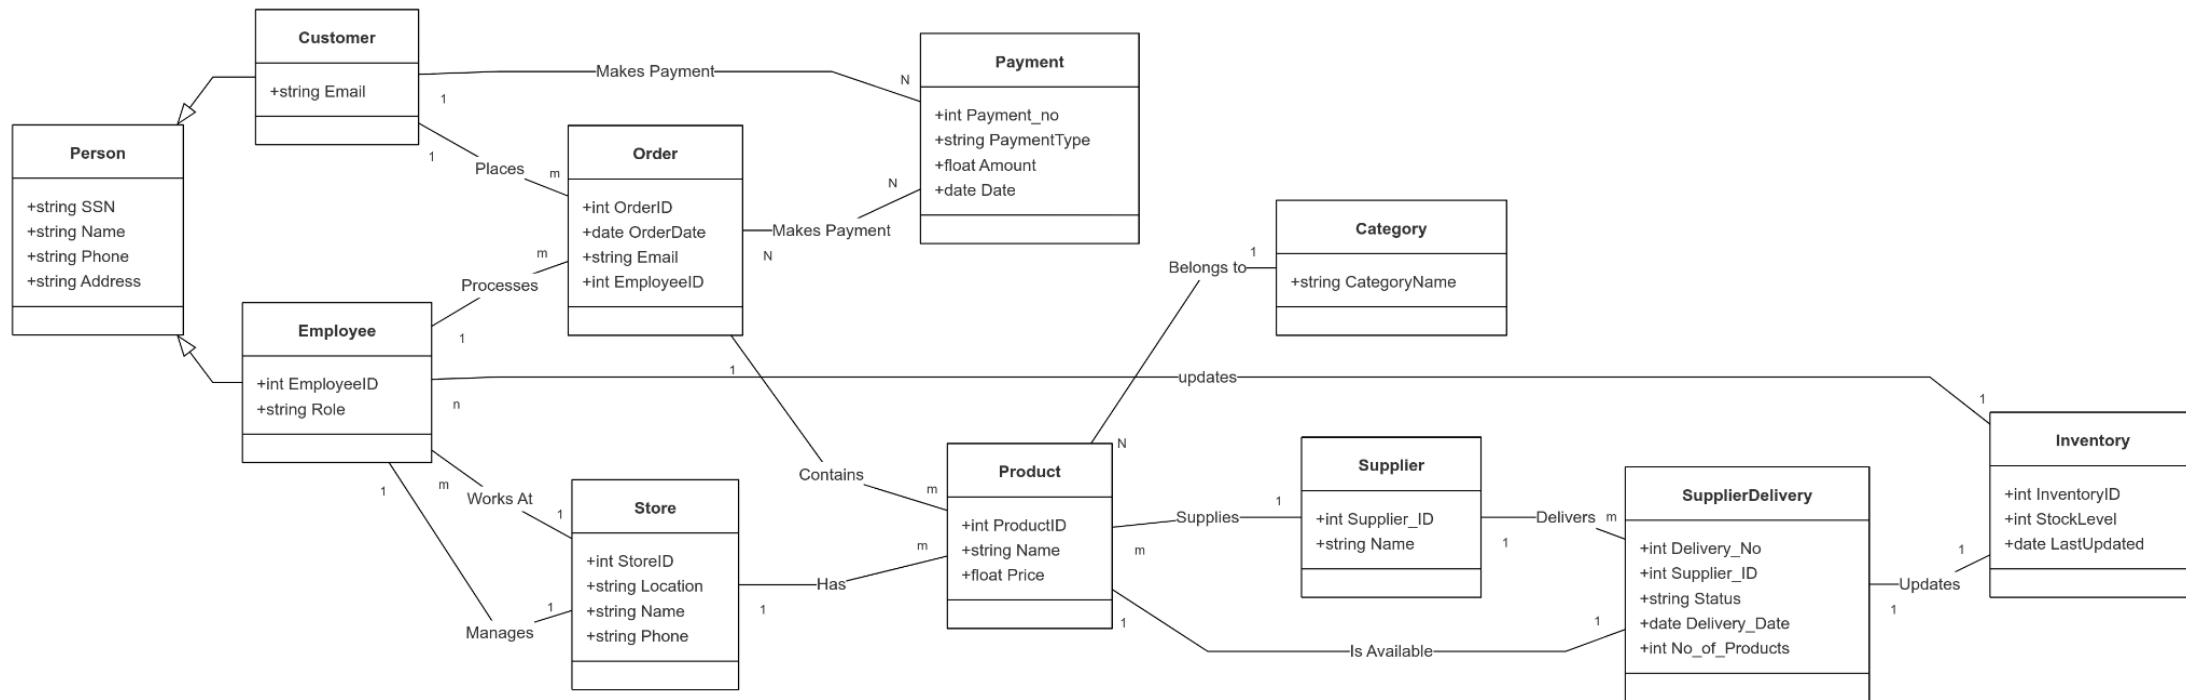 Customer
+string Email
Person
+string SSN
+string Name
+string Phone
+string Address
Employee
+int EmployeeID
+string Role
Order
+int OrderID
+date OrderDate
+string Email
+int EmployeeID
Payment
+int Payment_no
+string PaymentType
+float Amount
+date Date
Category
+string CategoryName
Store
+int StoreID
+string Location
+string Name
+string Phone
Product
+int ProductID
+string Name
+float Price
Supplier
+int Supplier_ID
+string Name
SupplierDelivery
+int Delivery_No
+int Supplier_ID
+string Status
+date Delivery_Date
+int No_of_Products
Inventory
+int InventoryID
+int StockLevel
+date LastUpdated
1
Makes Payment
N
1
Places
m
N
Makes Payment
N
1
Processes
m
1
Belongs to
N
n
1
updates
1
Contains
m
m
Works At
1
1
Manages
1
1
Has
m
m
Supplies
1
1
Delivers
m
1
Is Available
1
1
Updates
1